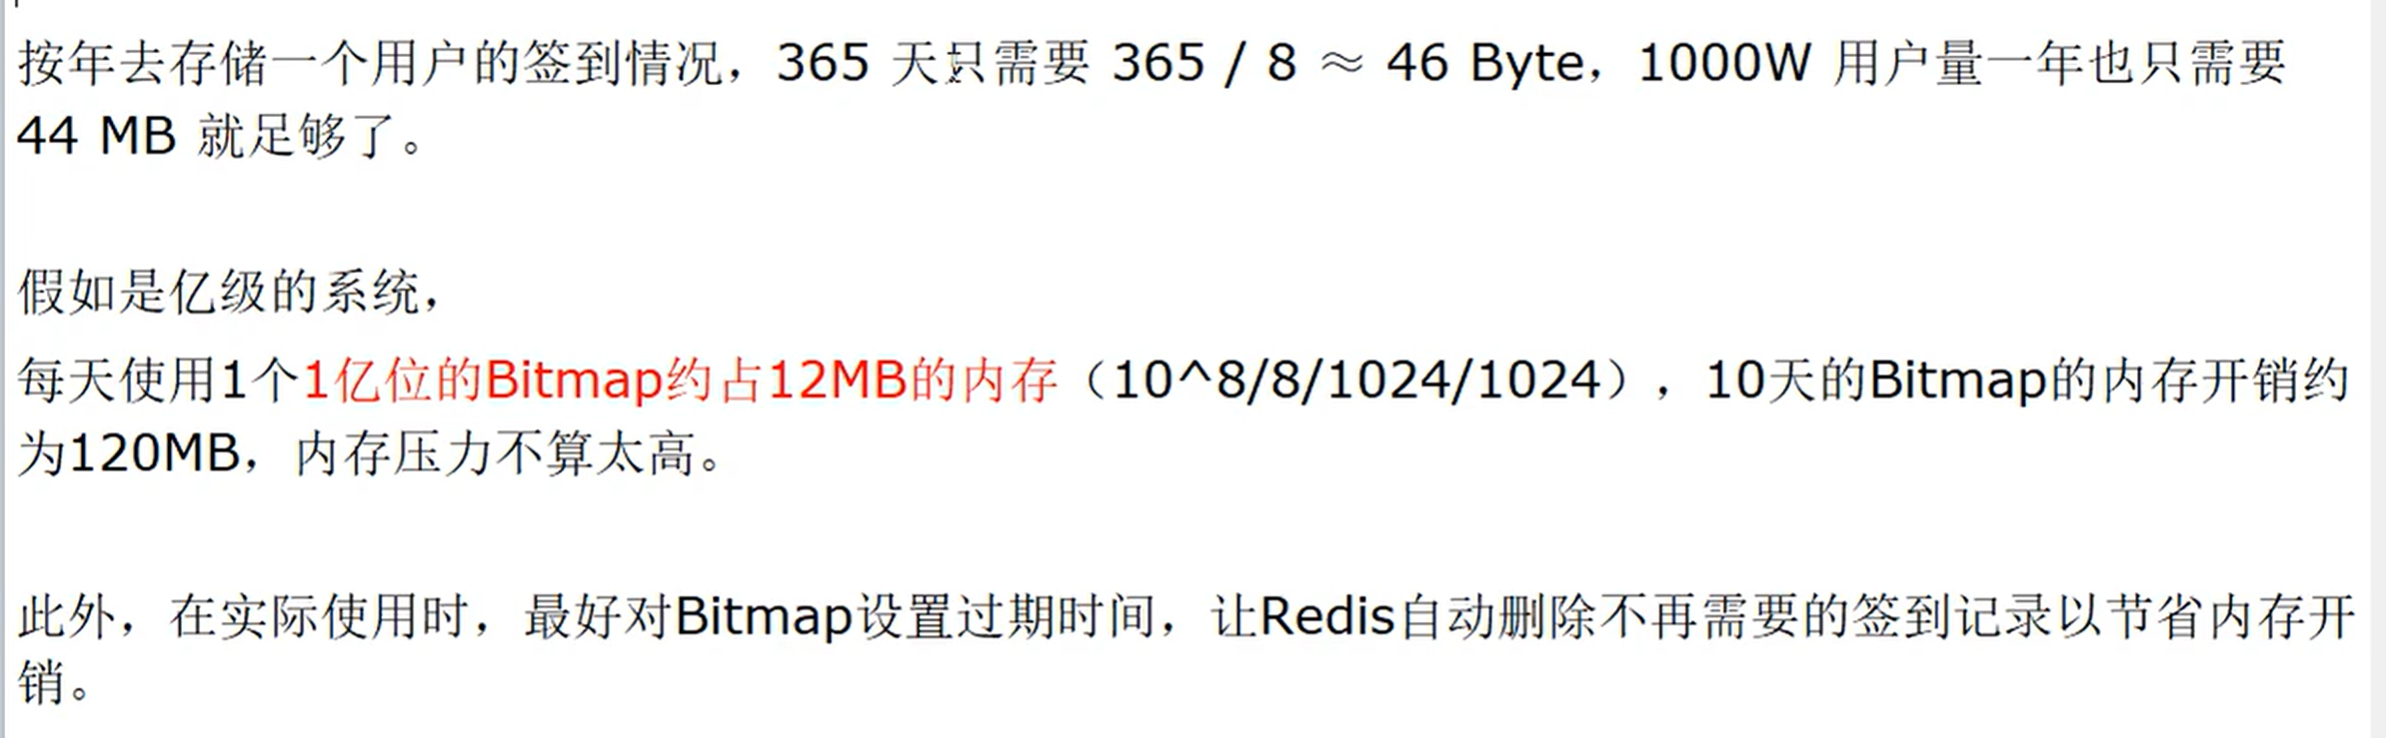 按年去存储一个用户的签到情况，365 天只需要 365 / 8 ≈ 46 Byte，1000W 用户量一年也只需要
44 MB 就足够了。
假如是亿级的系统，
每天使用1个1亿位的Bitmap约占12MB的内存（10^8/8/1024/1024），10天的Bitmap的内存开销约
为120MB，内存压力不算太高。
此外，在实际使用时，最好对Bitmap设置过期时间，让Redis自动删除不再需要的签到记录以节省内存开
销。